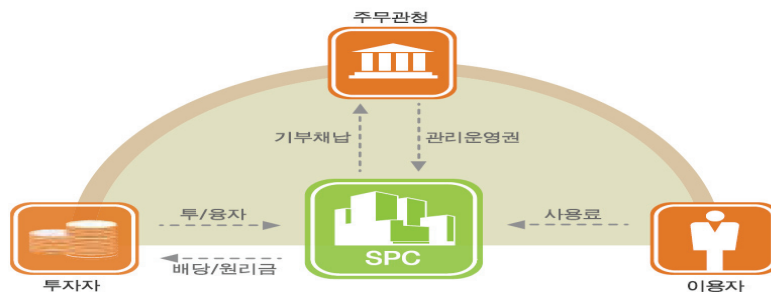 주무관청
기부채납
관리운영권
투/융자
사용료
SPC
배당/원리금
투자자
이용자